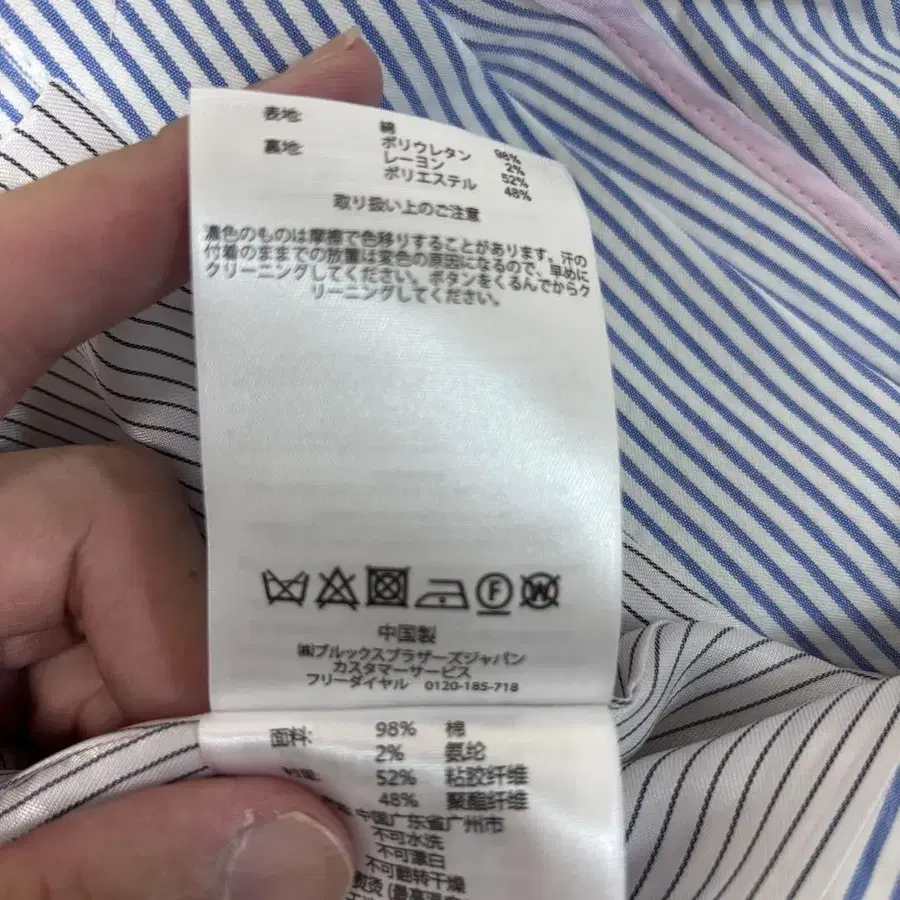 表地: 綿 98%
ポリウレタン 2%
裏地: レーヨン 52%
ポリエステル 48%
取り扱い上のご注意
濃色のものは摩擦で色移りすることがあります。汗の
付着のままでの放置は変色の原因になるので、早めに
クリーニングしてください。ボタンをくるんでからク
リーニングしてください。
F W
中国製
㈱ブルックスブラザーズジャパン
カスタマーサービス
フリーダイヤル 0120-185-718
面料: 98% 棉
2% 氨纶
52% 粘胶纤维
48% 聚酯纤维
中国广东省广州市
不可水洗
不可漂白
不可翻转干燥